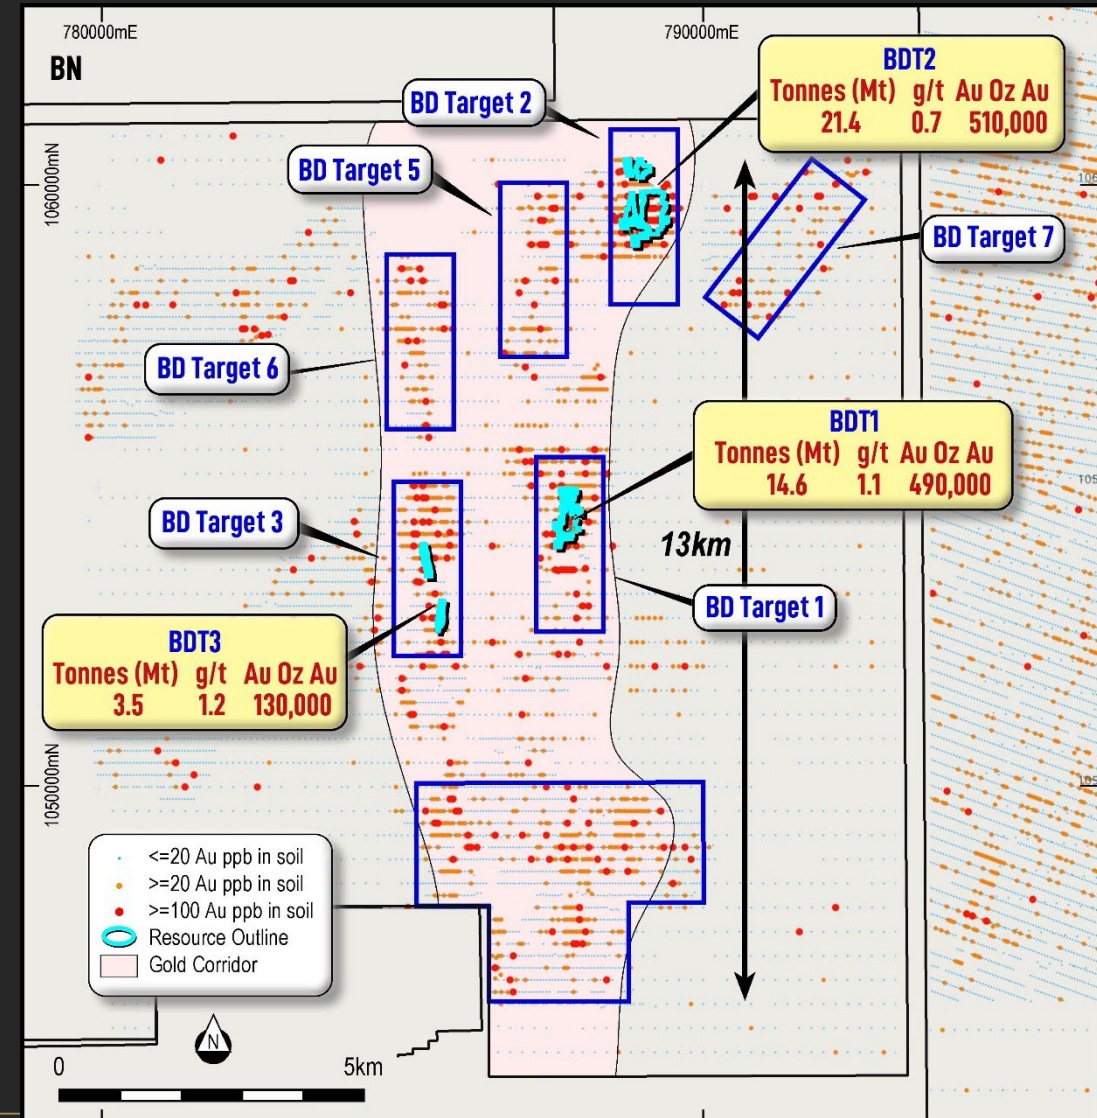 780000mE
790000mE
BN
BDT2
Tonnes (Mt) g/t Au Oz Au
21.4 0.7 510,000
BD Target 2
BD Target 5
1060000mN
BD Target 7
BD Target 6
BDT1
Tonnes (Mt) g/t Au Oz Au
14.6 1.1 490,000
BD Target 3
13km
BD Target 1
BDT3
Tonnes (Mt) g/t Au Oz Au
3.5 1.2 130,000
1050000mN
<=20 Au ppb in soil
>=20 Au ppb in soil
>=100 Au ppb in soil
Resource Outline
Gold Corridor
N
0 5km